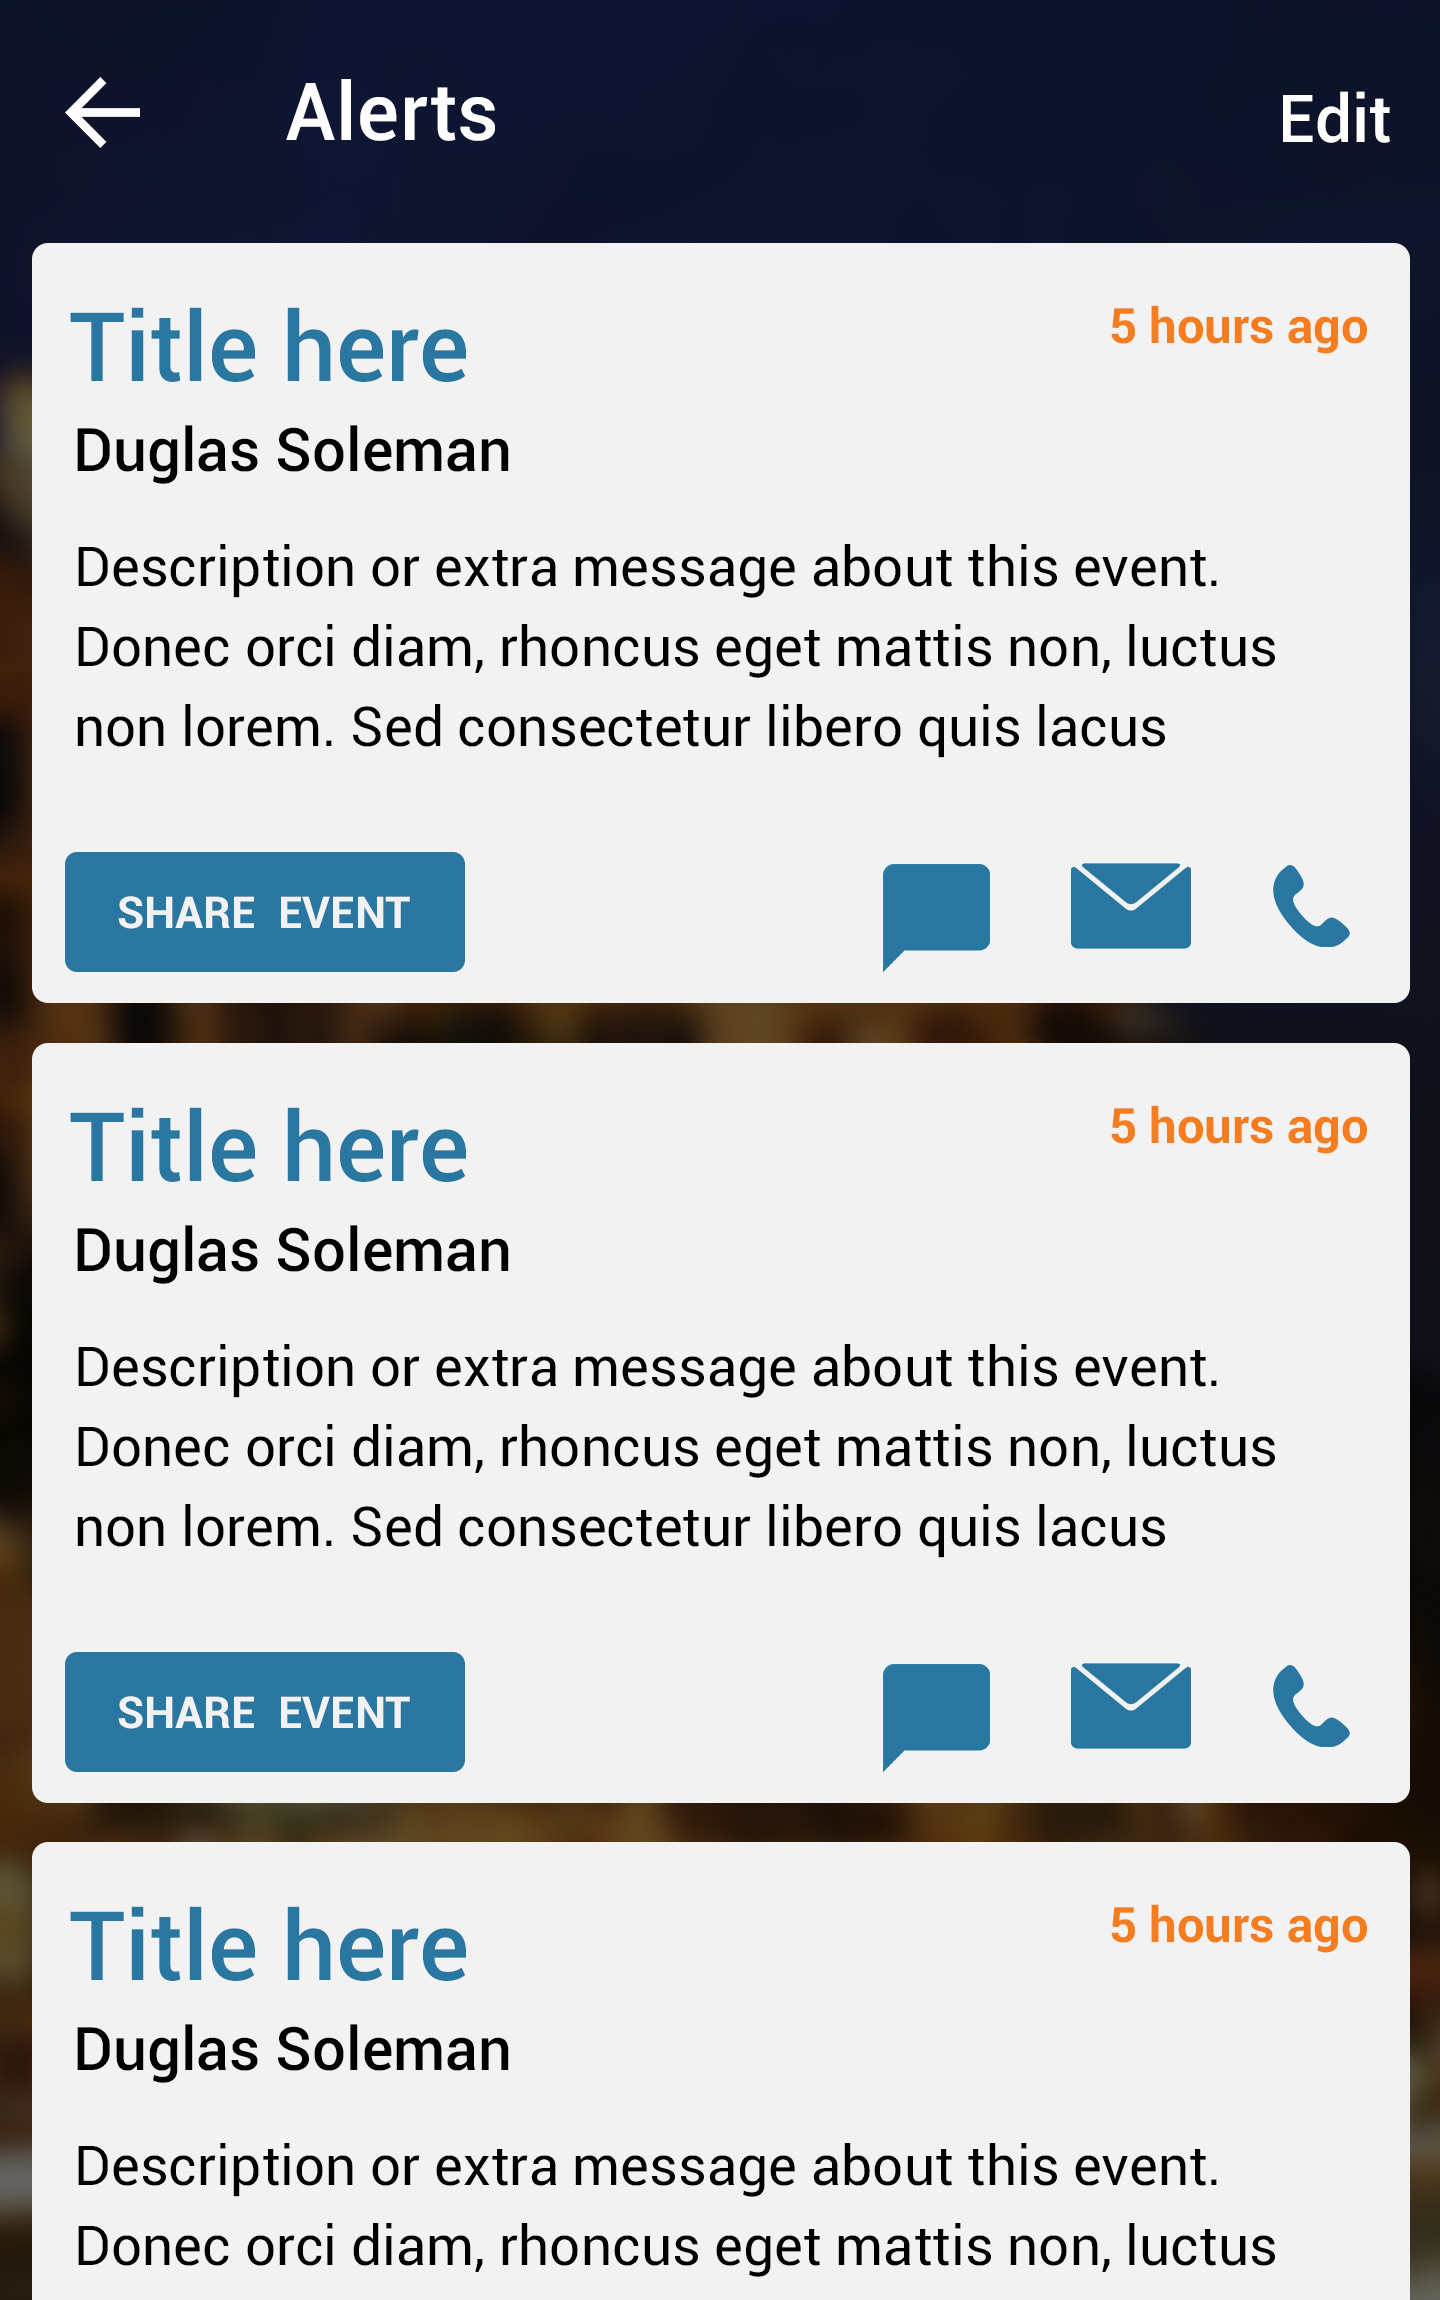 Alerts
Edit
Title here
5 hours ago
Duglas Soleman
Description or extra message about this event.
Donec orci diam, rhoncus eget mattis non, luctus
non lorem. Sed consectetur libero quis lacus
SHARE EVENT
Title here
5 hours ago
Duglas Soleman
Description or extra message about this event.
Donec orci diam, rhoncus eget mattis non, luctus
non lorem. Sed consectetur libero quis lacus
SHARE EVENT
Title here
5 hours ago
Duglas Soleman
Description or extra message about this event.
Donec orci diam, rhoncus eget mattis non, luctus